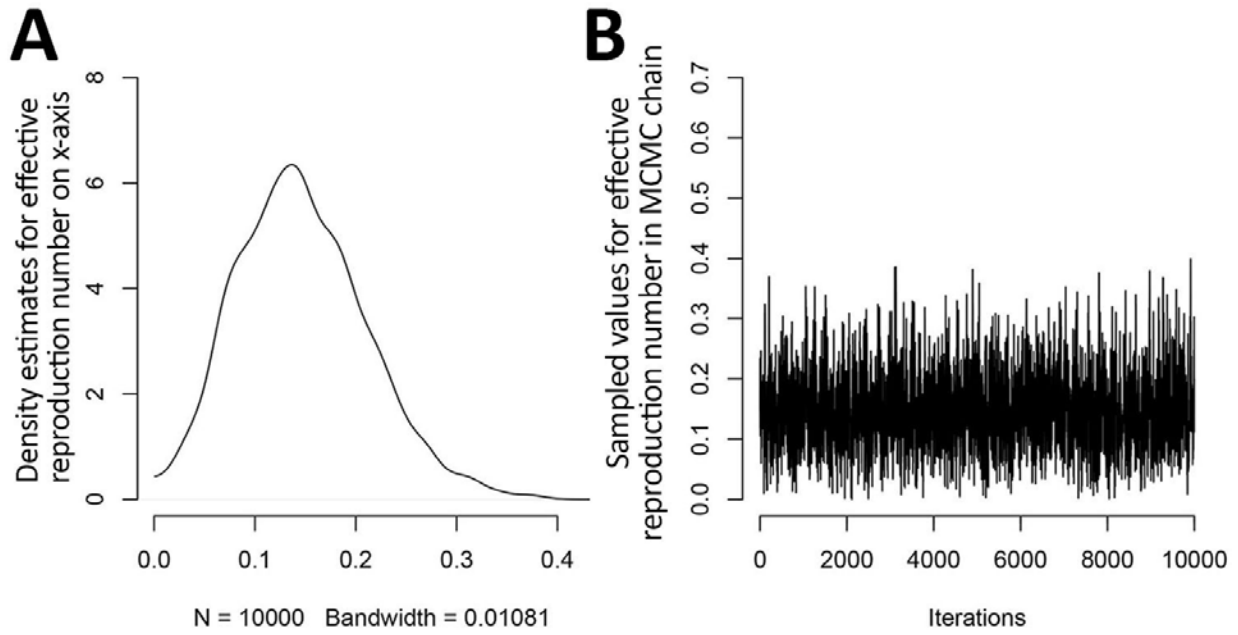 A
Density estimates for effective
reproduction number on x-axis
8
6
4
2
0
0.0 0.1 0.2 0.3 0.4
N = 10000 Bandwidth = 0.01081
B
Sampled values for effective
reproduction number in MCMC chain
0.7
0.6
0.5
0.4
0.3
0.2
0.1
0.0
0 2000 4000 6000 8000 10000
Iterations